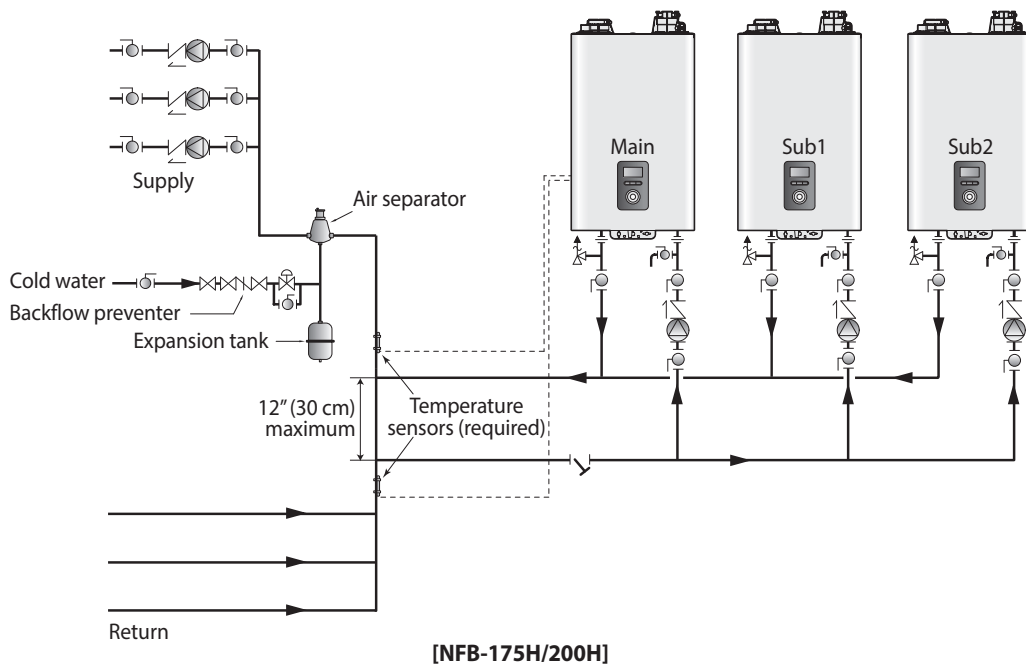 Main
Sub1
Sub2
Supply
Air separator
Cold water
Backflow preventer
Expansion tank
12″ (30 cm)
maximum
Temperature
sensors (required)
Return
[NFB-175H/200H]